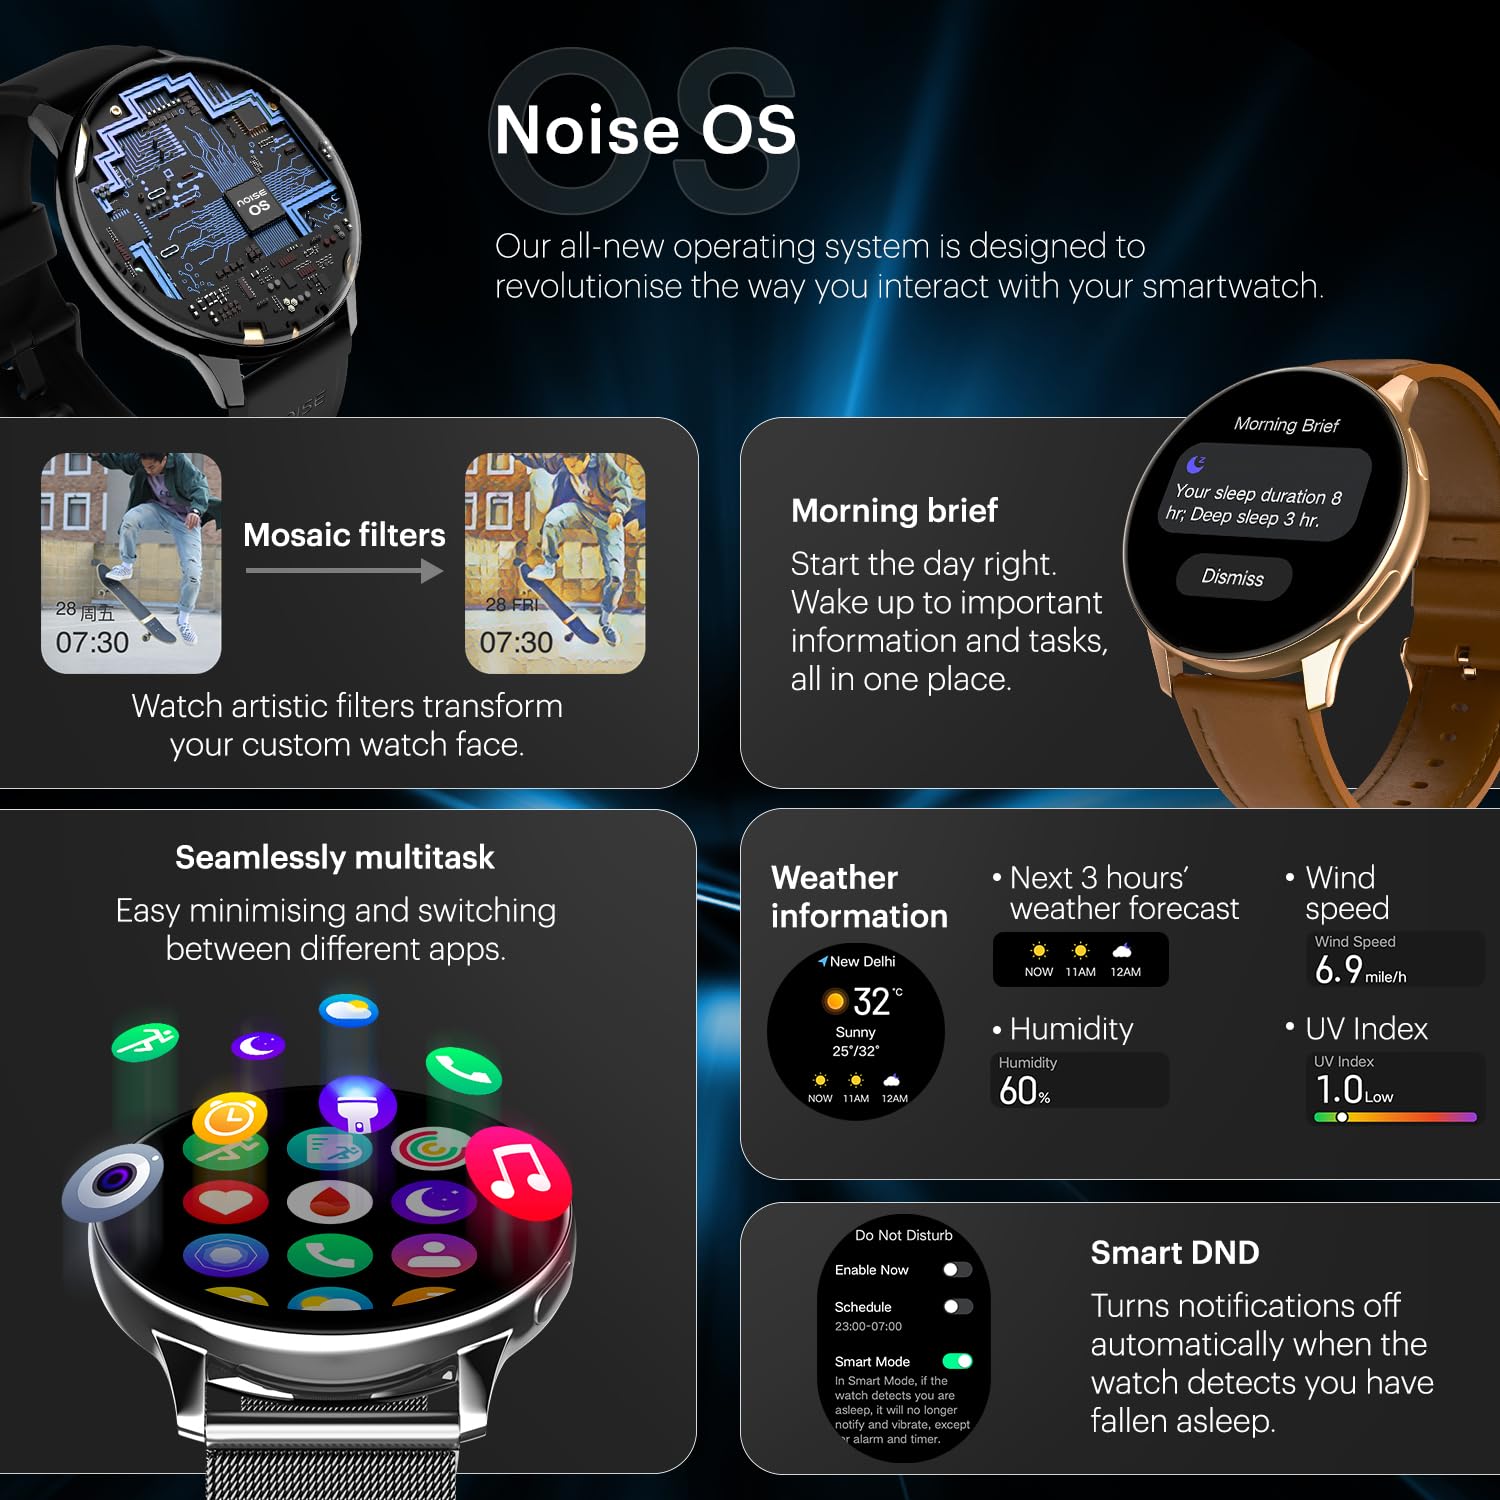 Noise OS
OS
Our all-new operating system is designed to
revolutionise the way you interact with your smartwatch.
NOISE
OS
Mosaic filters
28 周五
07:30
28 FRI
07:30
Watch artistic filters transform
your custom watch face.
Morning brief
Start the day right.
Wake up to important
information and tasks,
all in one place.
Morning Brief
Your sleep duration 8
hr; Deep sleep 3 hr.
Dismiss
Seamlessly multitask
Easy minimising and switching
between different apps.
Weather
information
New Delhi
32°C
Sunny
25°/32°
NOW 11AM 12AM
• Next 3 hours'
weather forecast
NOW 11AM 12AM
• Wind
speed
Wind Speed
6.9 mile/h
• Humidity
Humidity
60%
• UV Index
UV Index
1.0 Low
Do Not Disturb
Enable Now
Schedule
23:00-07:00
Smart Mode
In Smart Mode, if the
watch detects you are
asleep, it will no longer
notify and vibrate, except
alarm and timer.
Smart DND
Turns notifications off
automatically when the
watch detects you have
fallen asleep.